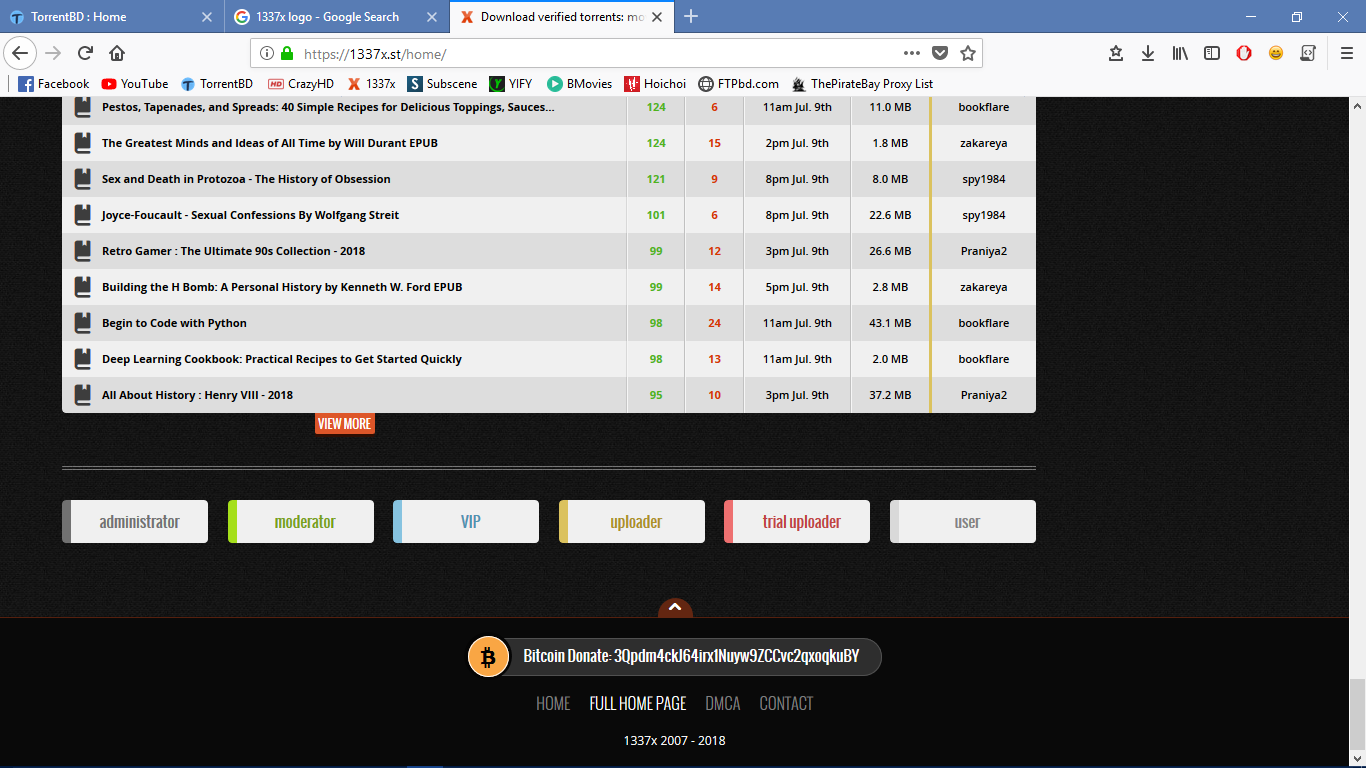 TorrentBD : Home
1337x logo - Google Search
Download verified torrents: mo
https://1337x.st/home/
Facebook YouTube TorrentBD CrazyHD 1337x Subscene YIFY BMovies Hoichoi FTPbd.com ThePirateBay Proxy List
Pestos, Tapenades, and Spreads: 40 Simple Recipes for Delicious Toppings, Sauces... 124 6 11am Jul. 9th 11.0 MB bookflare
The Greatest Minds and Ideas of All Time by Will Durant EPUB 124 15 2pm Jul. 9th 1.8 MB zakareya
Sex and Death in Protozoa - The History of Obsession 121 9 8pm Jul. 9th 8.0 MB spy1984
Joyce-Foucault - Sexual Confessions By Wolfgang Streit 101 6 8pm Jul. 9th 22.6 MB spy1984
Retro Gamer : The Ultimate 90s Collection - 2018 99 12 3pm Jul. 9th 26.6 MB Praniya2
Building the H Bomb: A Personal History by Kenneth W. Ford EPUB 99 14 5pm Jul. 9th 2.8 MB zakareya
Begin to Code with Python 98 24 11am Jul. 9th 43.1 MB bookflare
Deep Learning Cookbook: Practical Recipes to Get Started Quickly 98 13 11am Jul. 9th 2.0 MB bookflare
All About History : Henry VIII - 2018 95 10 3pm Jul. 9th 37.2 MB Praniya2
VIEW MORE
administrator moderator VIP uploader trial uploader user
Bitcoin Donate: 3Qpdm4ckJ64irx1Nuyw9ZCCvc2qxoqkuBY
HOME FULL HOME PAGE DMCA CONTACT
1337x 2007 - 2018